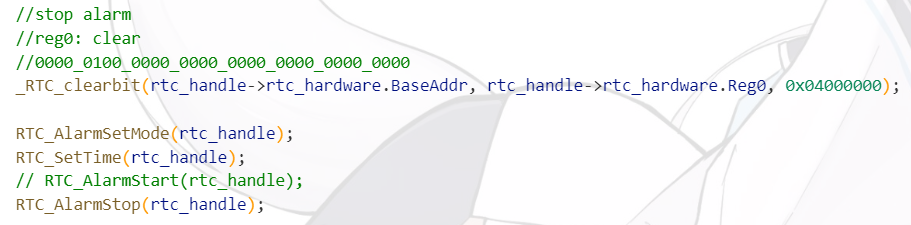 //stop alarm
//reg0: clear
//0000_0100_0000_0000_0000_0000_0000_0000
_RTC_clearbit(rtc_handle->rtc_hardware.BaseAddr, rtc_handle->rtc_hardware.Reg0, 0x04000000);
RTC_AlarmSetMode(rtc_handle);
RTC_SetTime(rtc_handle);
// RTC_AlarmStart(rtc_handle);
RTC_AlarmStop(rtc_handle);